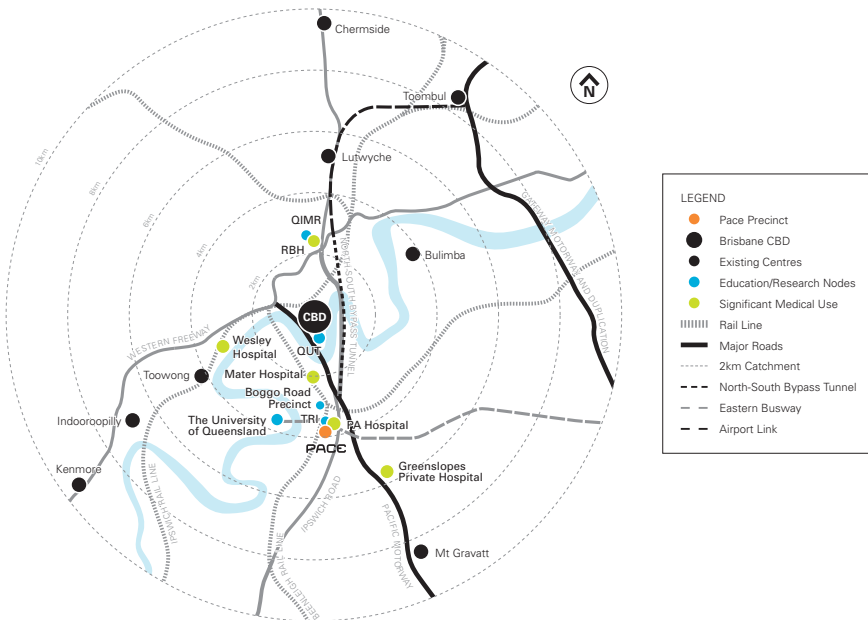 Chermside
Toombul
N
Lutwyche
10km
8km
6km
4km
2km
QIMR
RBH
Bulimba
GATEWAY MOTORWAY AND DUPLICATION
NORTH SOUTH BYPASS TUNNEL
CBD
QUT
WESTERN FREEWAY
Wesley
Hospital
Toowong
Mater Hospital
Boggo Road
Precinct
Indooroopilly
The University
of Queensland
TRI
PA Hospital
PACE
Kenmore
Greenslopes
Private Hospital
IPSWICH RAIL LINE
IPSWICH ROAD
BEENLEIGH RAIL LINE
PACIFIC MOTORWAY
Mt Gravatt
LEGEND
Pace Precinct
Brisbane CBD
Existing Centres
Education/Research Nodes
Significant Medical Use
Rail Line
Major Roads
2km Catchment
North-South Bypass Tunnel
Eastern Busway
Airport Link